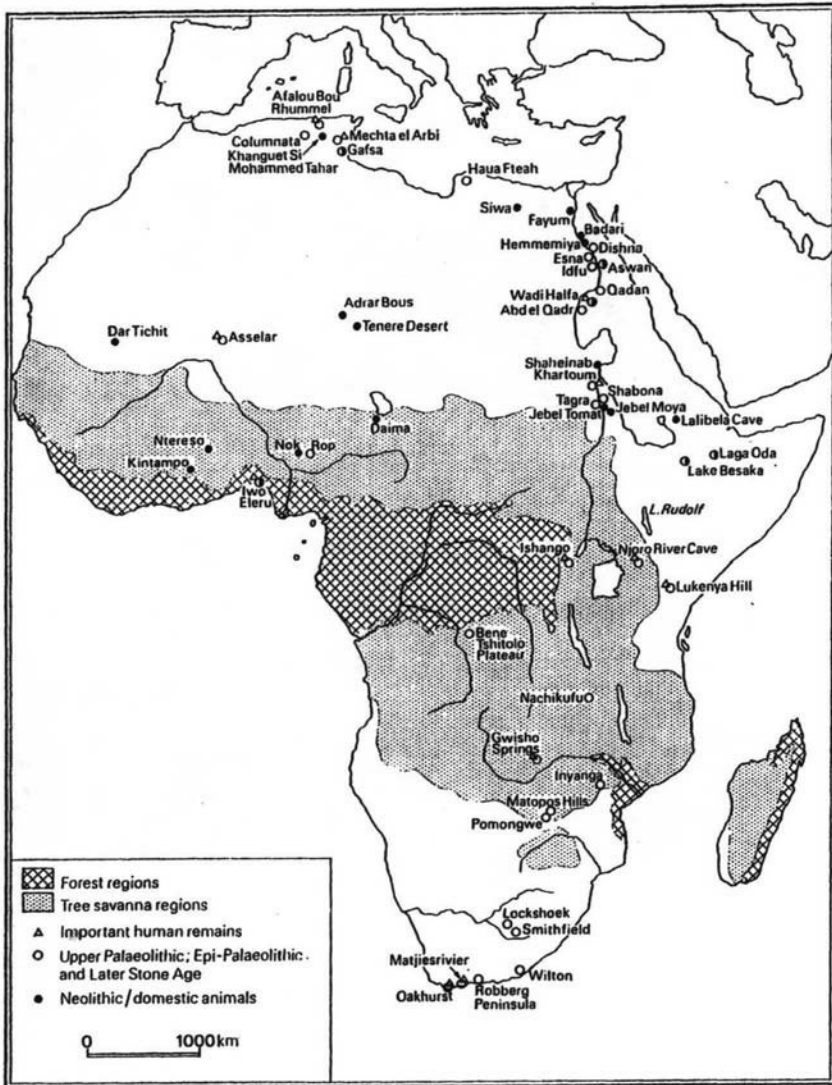 Afalou Bou
Rhummel
Columnata
Mechta el Arbi
Khanguet Si
Mohammed Tahar
Gafsa
Haua Fteah
Siwa
Fayum
Badari
Hemmemiya
Dishna
Esna
Idfu
Aswan
Wadi Halfa
Qadan
Abd el Qadr
Adrar Bous
Tenere Desert
Dar Tichit
Asselar
Shaheinab
Khartoum
Shabona
Tagra
Jebel Tomat
Jebel Moya
Lalibela Cave
Daima
Ntereso
Nok
Rop
Kintampo
Laga Oda
Lake Besaka
Iwo
Eleru
L. Rudolf
Ishango
Njoro River Cave
Lukenya Hill
Bene
Tshitolo
Plateau
Nachikufu
Gwisho
Springs
Inyanga
Matopos Hills
Pomongwe
Lockshoek
Smithfield
Matjiesrivier
Wilton
Oakhurst
Robberg
Peninsula
Forest regions
Tree savanna regions
Important human remains
Upper Palaeolithic; Epi-Palaeolithic.
and Later Stone Age
Neolithic/domestic animals
0 1000 km